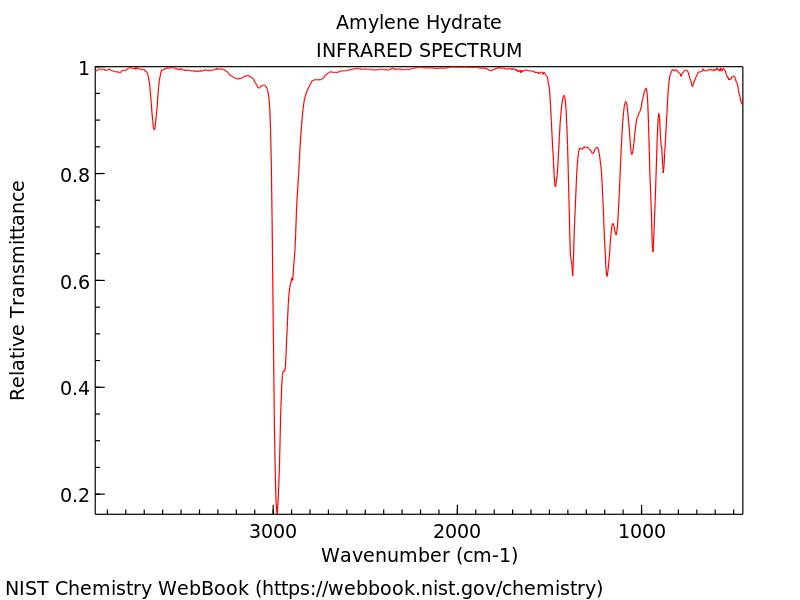 Amylene Hydrate
INFRARED SPECTRUM
1
0.8
0.6
0.4
0.2
Relative Transmittance
3000 2000 1000
Wavenumber (cm-1)
NIST Chemistry WebBook (https://webbook.nist.gov/chemistry)